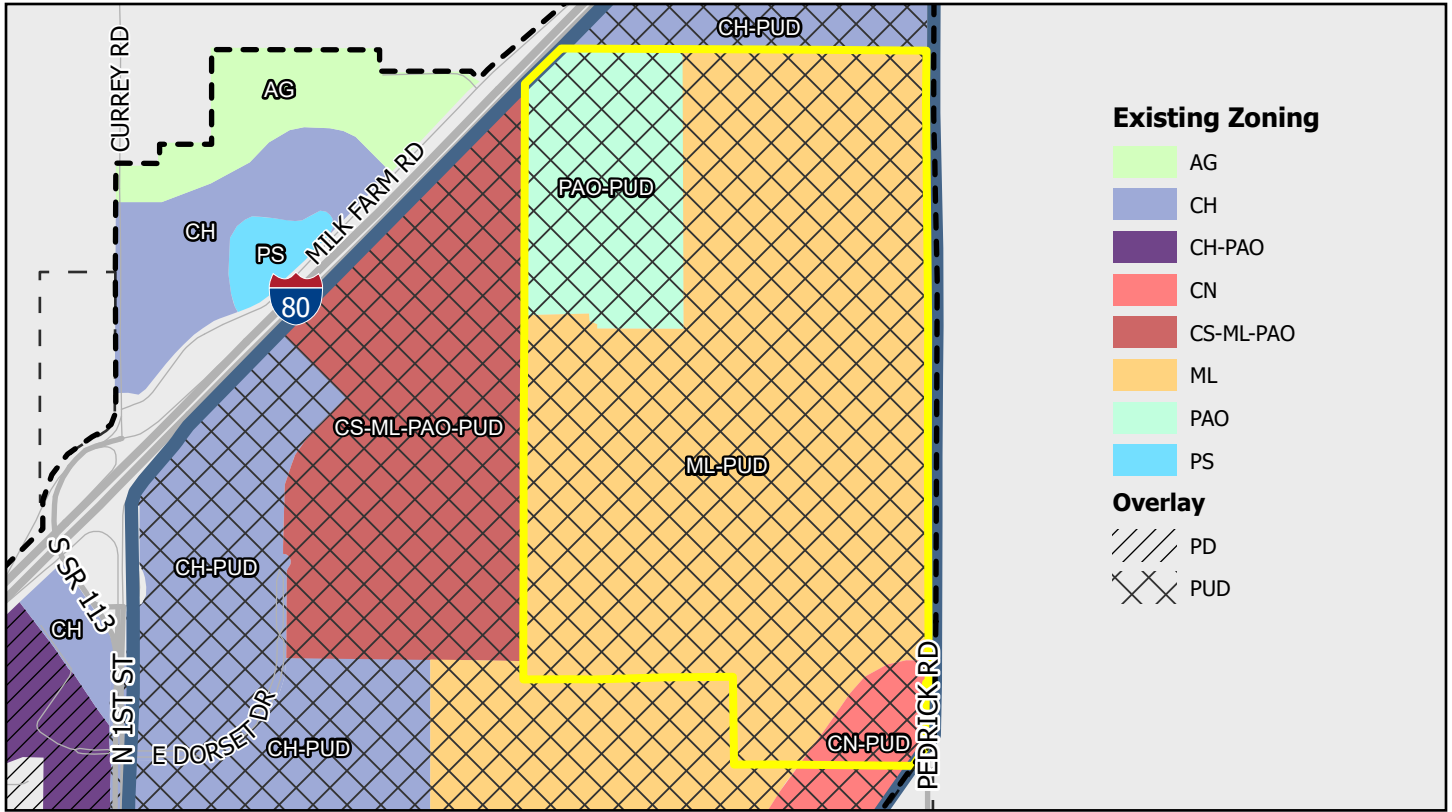 CH-PUD
CURREY RD
AG
MILK FARM RD
PAO-PUD
CH
PS
80
CS-ML-PAO-PUD
ML-PUD
CH-PUD
S SR 113
CH
N 1ST ST
E DORSET DR
CH-PUD
CN-PUD
PEDRICK RD
Existing Zoning
AG
CH
CH-PAO
CN
CS-ML-PAO
ML
PAO
PS
Overlay
PD
PUD